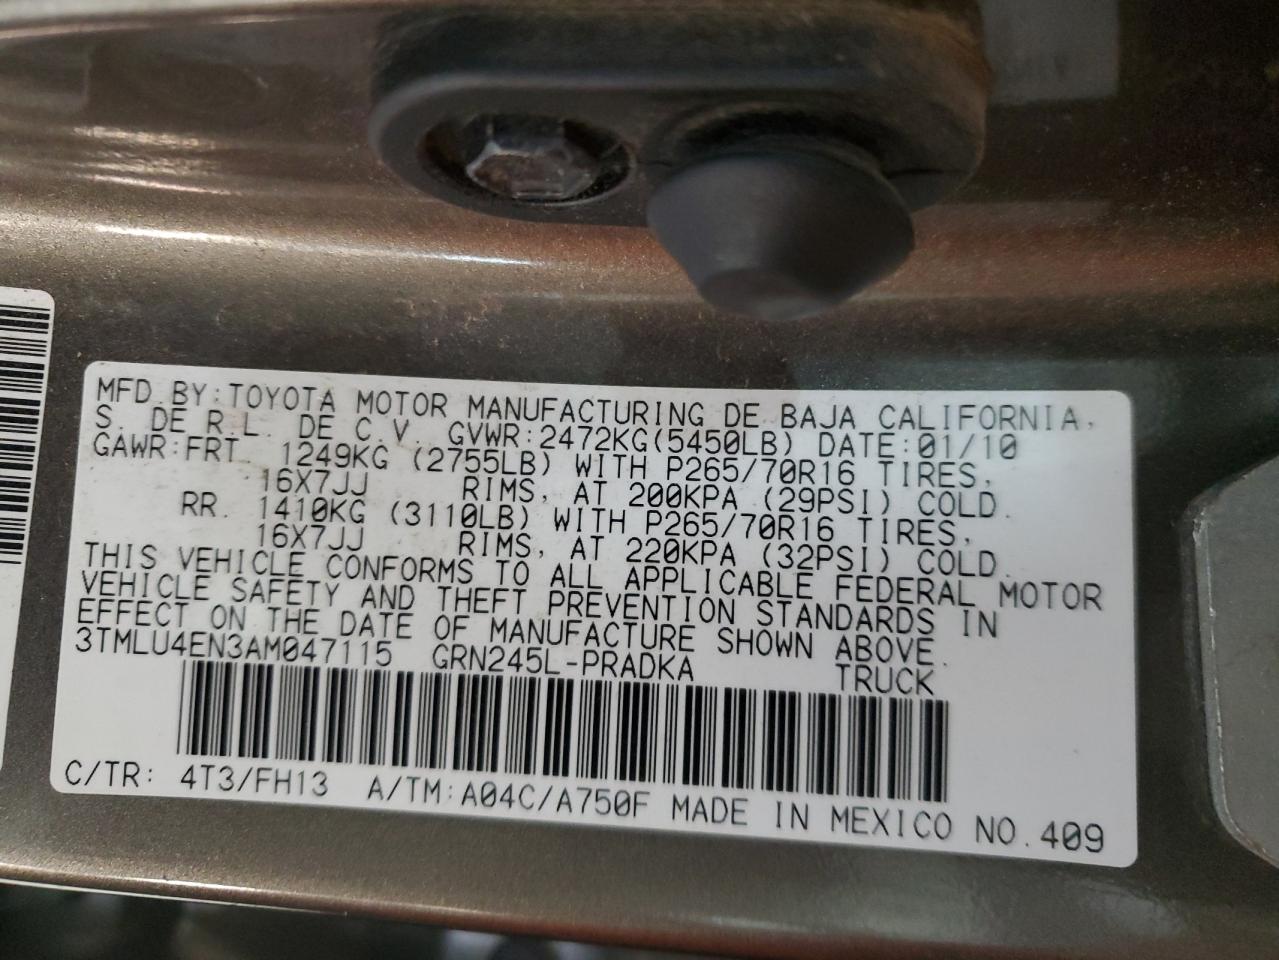 MFD. BY: TOYOTA MOTOR MANUFACTURING DE BAJA CALIFORNIA,
S. DE R.L. DE C.V. GVWR:2472KG(5450LB) DATE:01/10
GAWR:FRT 1249KG (2755LB) WITH P265/70R16 TIRES,
16X7JJ RIMS, AT 200KPA (29PSI) COLD.
RR. 1410KG (3110LB) WITH P265/70R16 TIRES,
16X7JJ RIMS, AT 220KPA (32PSI) COLD.
THIS VEHICLE CONFORMS TO ALL APPLICABLE FEDERAL MOTOR
VEHICLE SAFETY AND THEFT PREVENTION STANDARDS IN
EFFECT ON THE DATE OF MANUFACTURE SHOWN ABOVE.
3TMLU4EN3AM047115 GRN245L-PRADKA TRUCK
C/TR: 4T3/FH13 A/TM:A04C/A750F MADE IN MEXICO NO.409